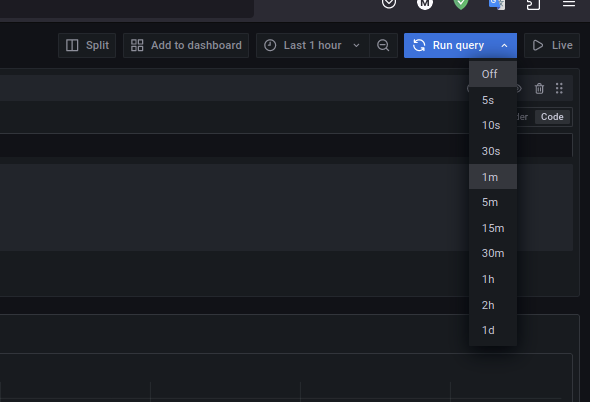 M
Split
Add to dashboard
Last 1 hour
Run query
Live
Off
5s
10s
30s
Code
1m
5m
15m
30m
1h
2h
1d